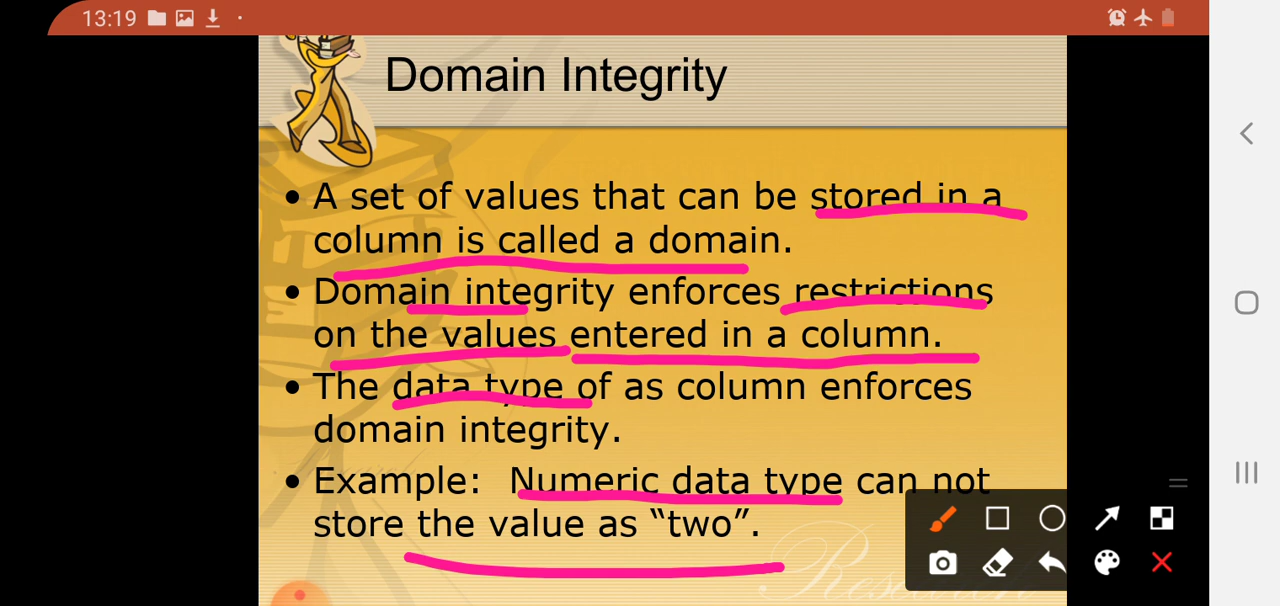 13:19
Domain Integrity
• A set of values that can be stored in a
column is called a domain.
• Domain integrity enforces restrictions
on the values entered in a column.
• The data type of as column enforces
domain integrity.
• Example: Numeric data type can not
store the value as “two”.